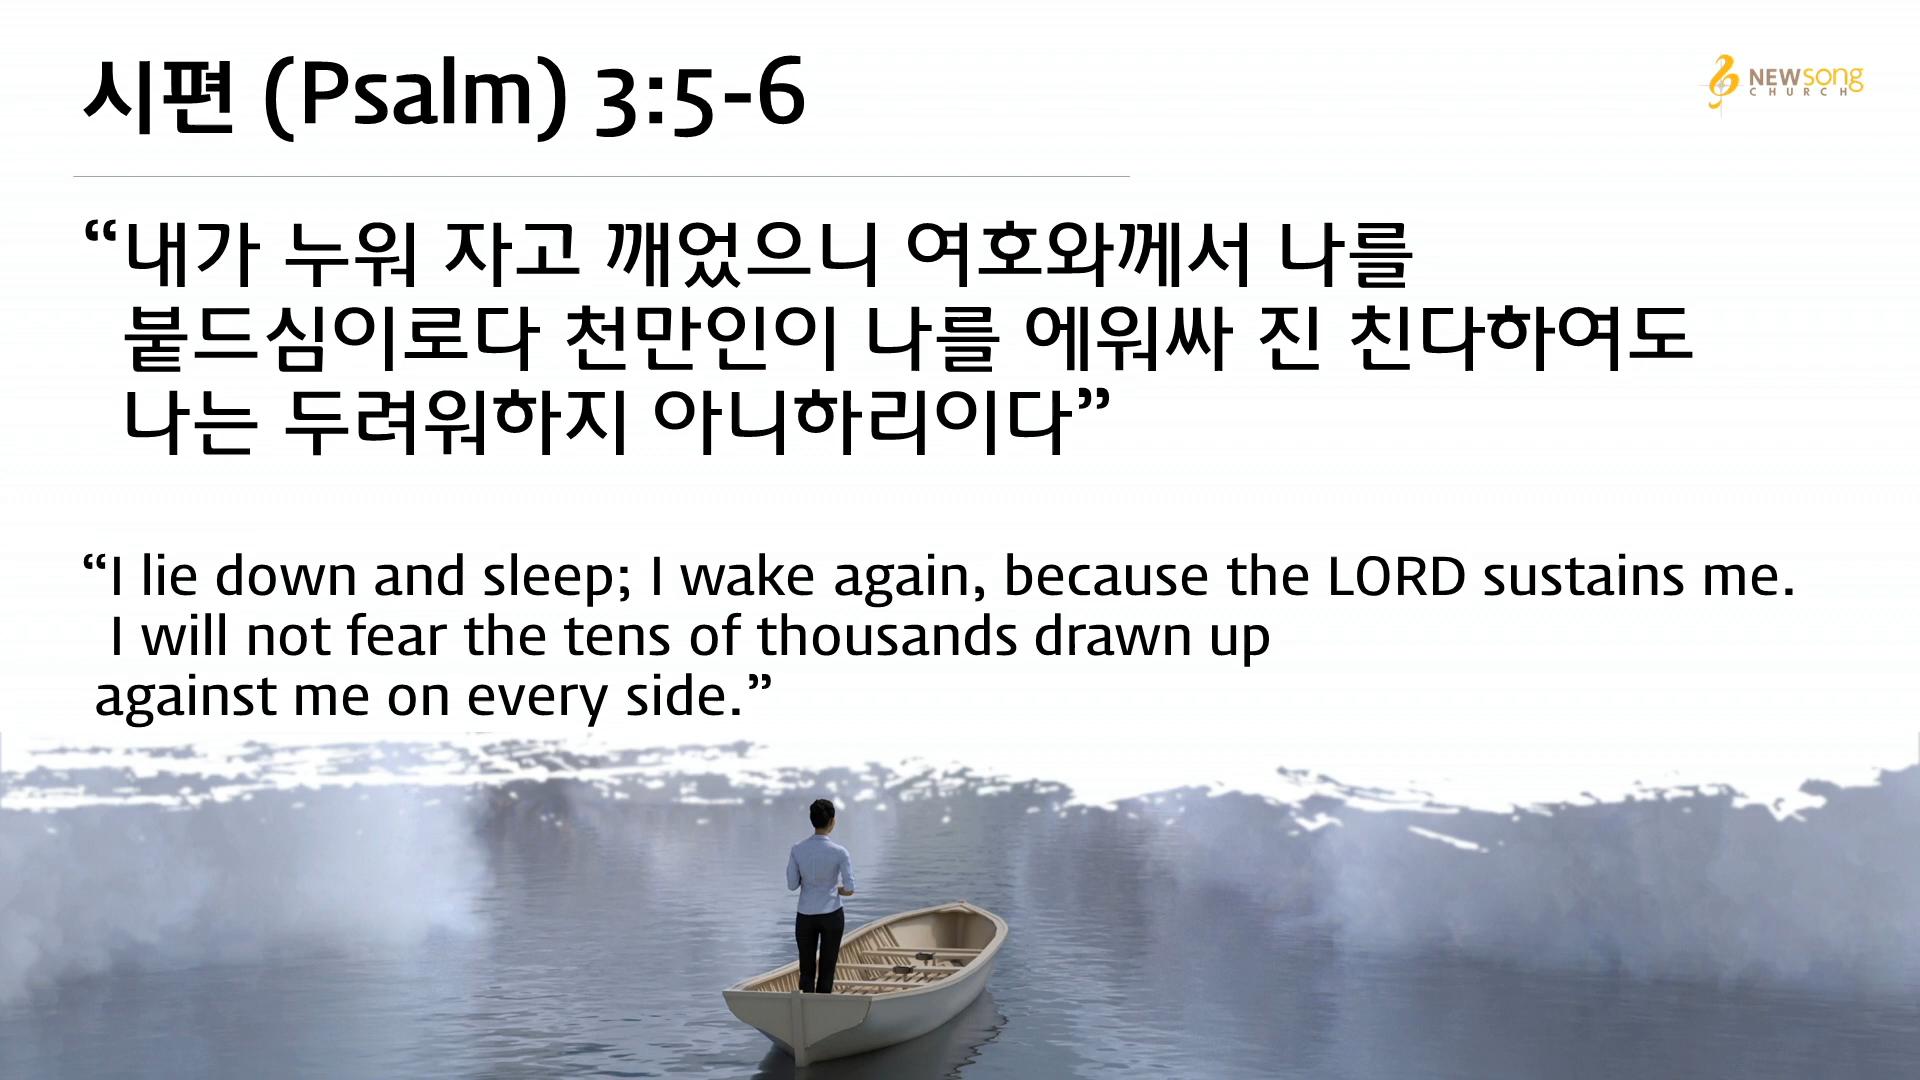 시편 (Psalm) 3:5-6
NEWsong
CHURCH
“내가 누워 자고 깨었으니 여호와께서 나를
붙드심이로다 천만인이 나를 에워싸 진 친다하여도
나는 두려워하지 아니하리이다”
“I lie down and sleep; I wake again, because the LORD sustains me.
I will not fear the tens of thousands drawn up
against me on every side.”